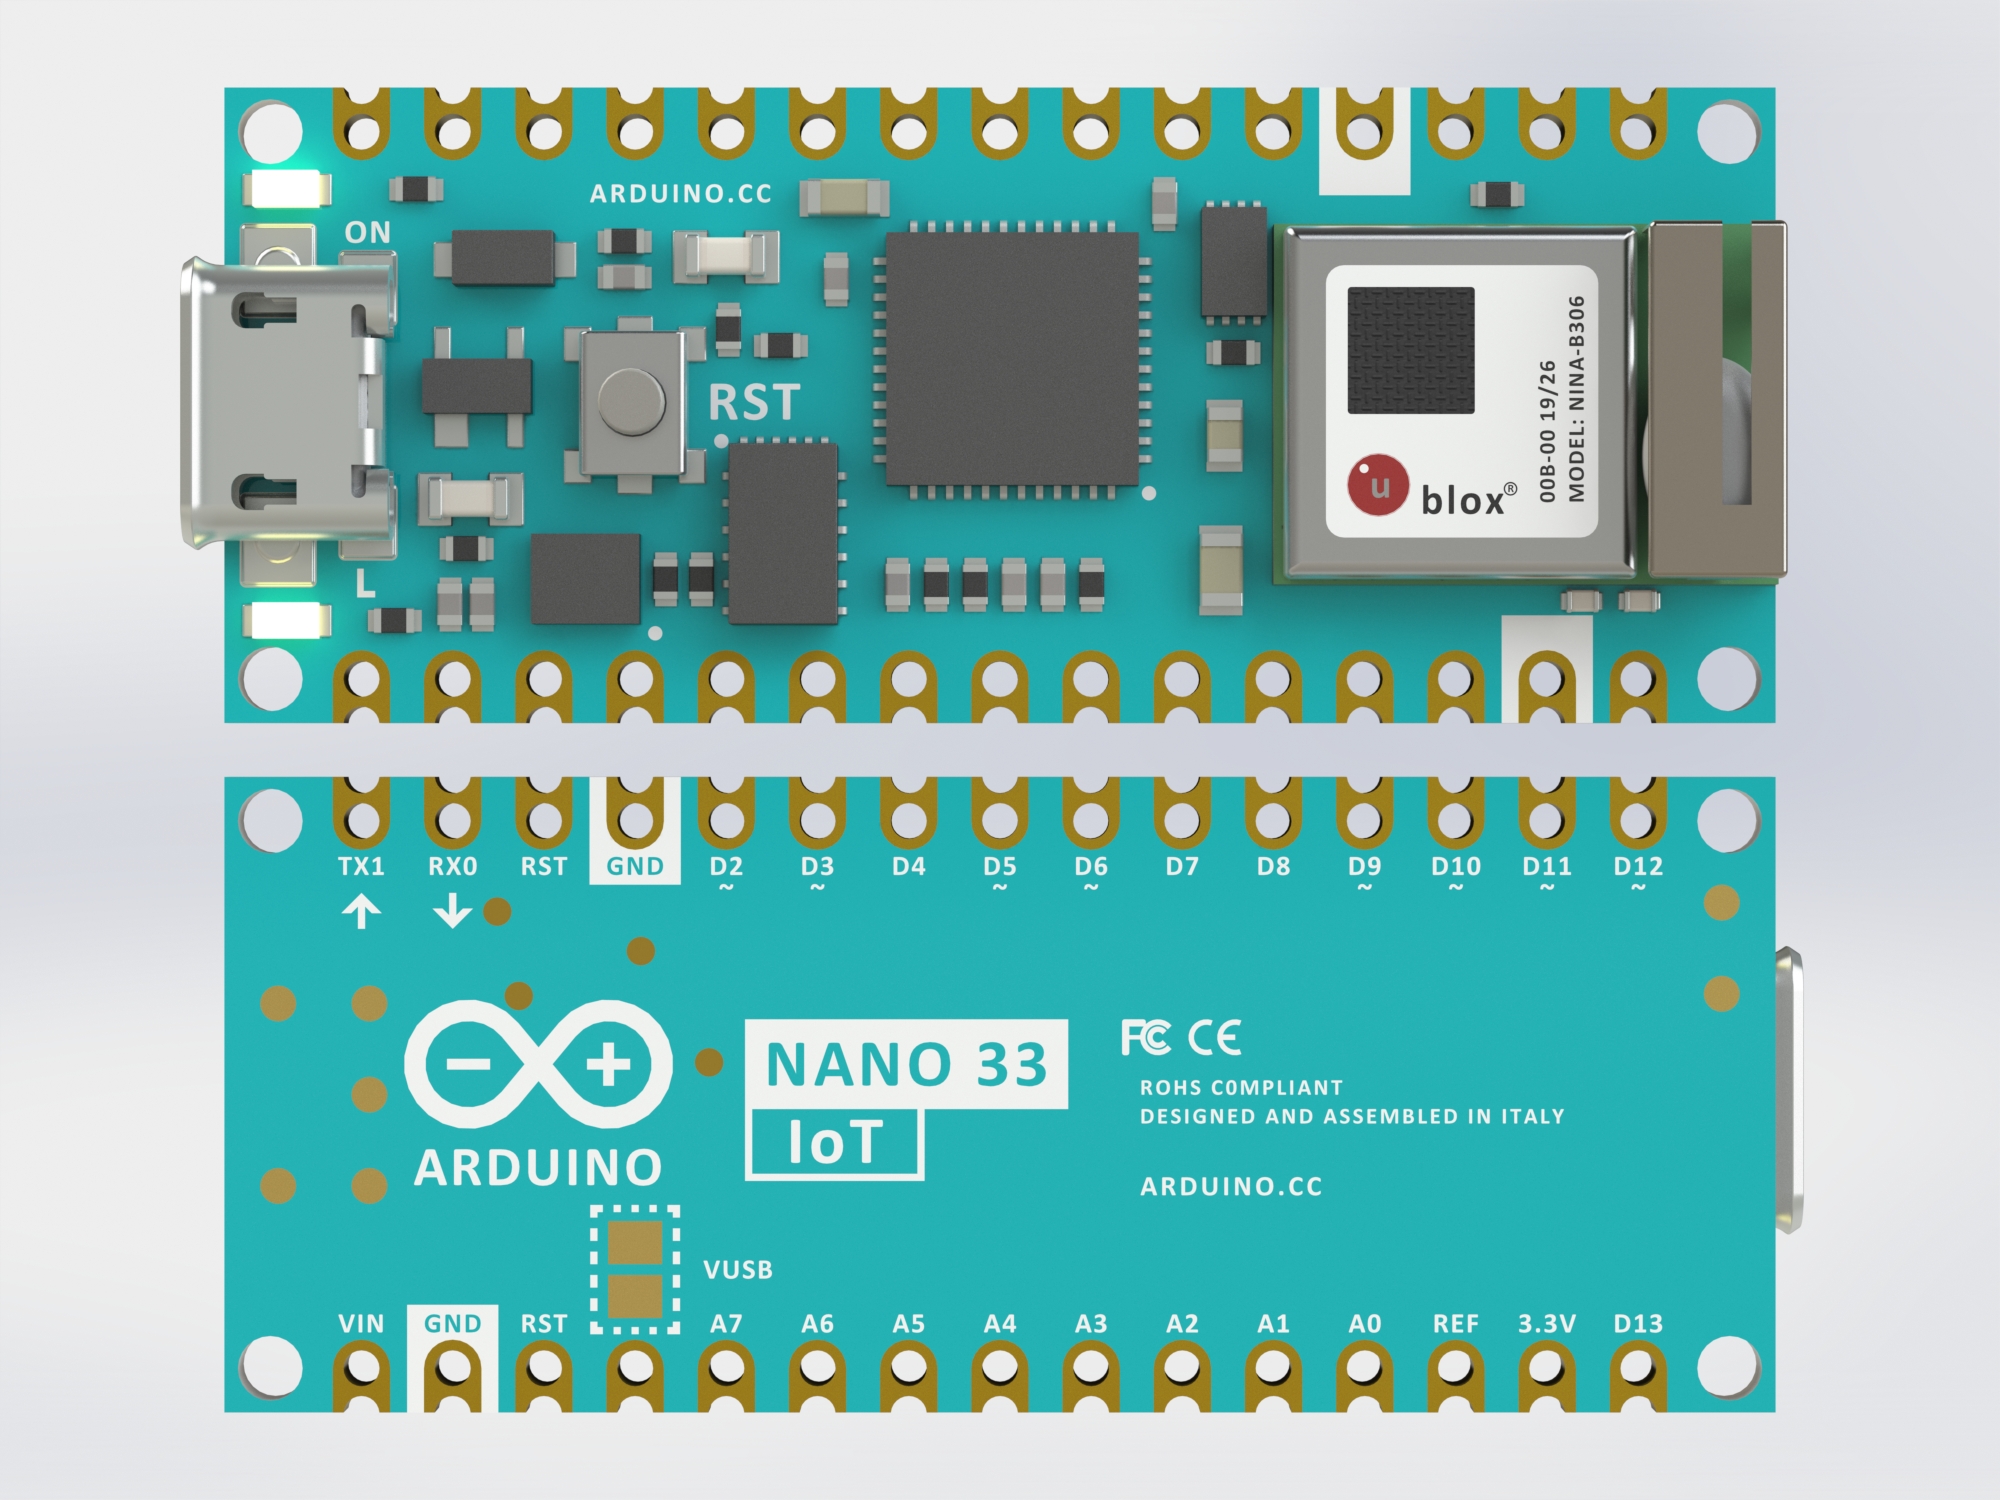 ARDUINO.CC
ON
RST
L
u blox®
00B-00 19/26
MODEL: NINA-B306
TX1 RX0 RST GND D2 D3 D4 D5 D6 D7 D8 D9 D10 D11 D12
~ ~ ~ ~ ~ ~ ~ ~
ARDUINO
NANO 33
IoT
FC CE
ROHS C0MPLIANT
DESIGNED AND ASSEMBLED IN ITALY
ARDUINO.CC
VUSB
VIN GND RST A7 A6 A5 A4 A3 A2 A1 A0 REF 3.3V D13